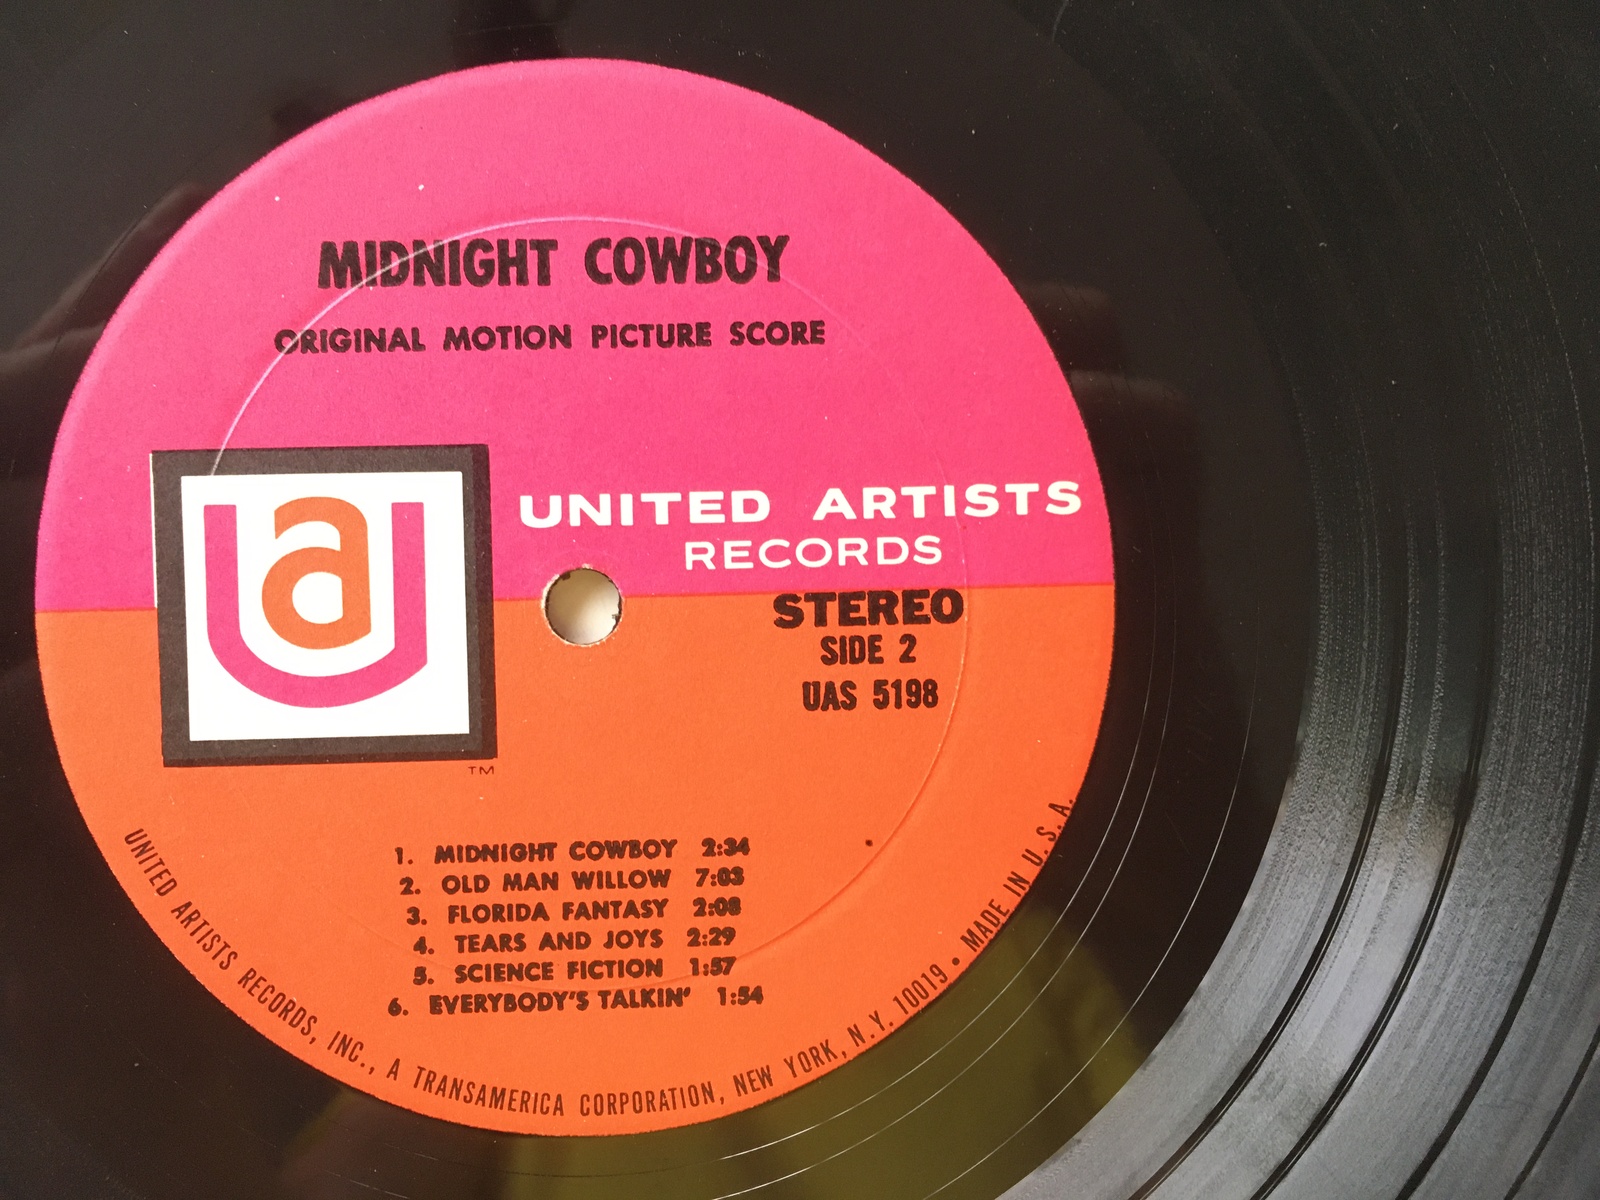 MIDNIGHT COWBOY
ORIGINAL MOTION PICTURE SCORE
ua
UNITED ARTISTS
RECORDS
STEREO
SIDE 2
UAS 5198
TM
1. MIDNIGHT COWBOY 2:34
2. OLD MAN WILLOW 7:03
3. FLORIDA FANTASY 2:08
4. TEARS AND JOYS 2:29
5. SCIENCE FICTION 1:57
6. EVERYBODY'S TALKIN' 1:54
UNITED ARTISTS RECORDS, INC., A TRANSAMERICA CORPORATION, NEW YORK, N.Y. 10019 • MADE IN U. S. A.